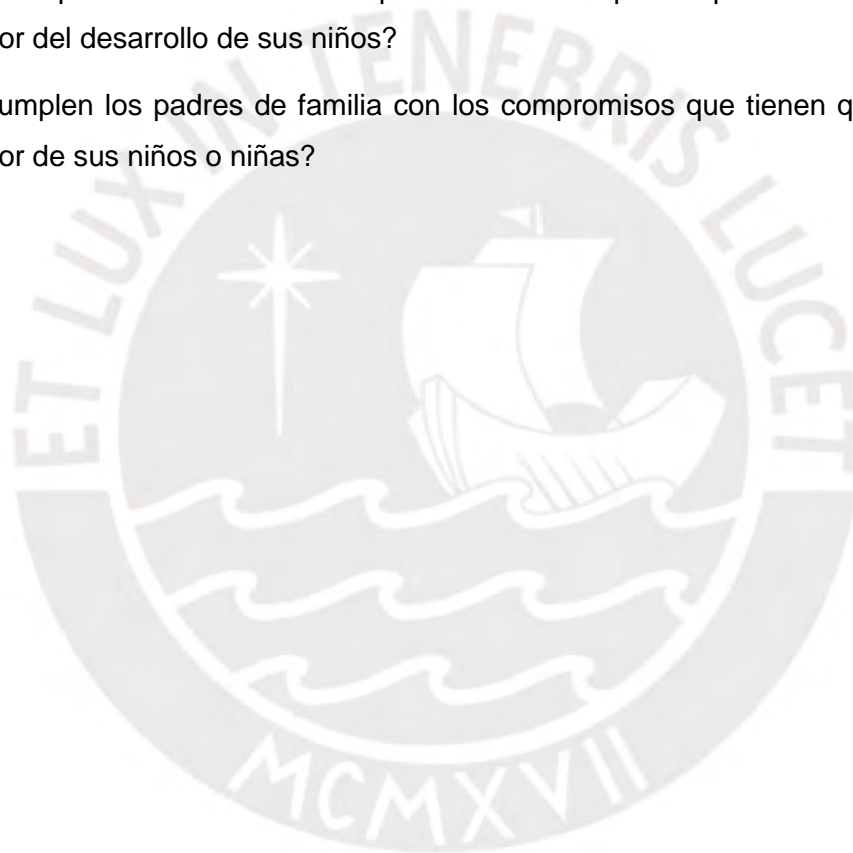 or del desarrollo de sus niños?
umplen los padres de familia con los compromisos que tienen q
or de sus niños o niñas?
ET LUX IN TENEBRIS LUCET
MCMXVII